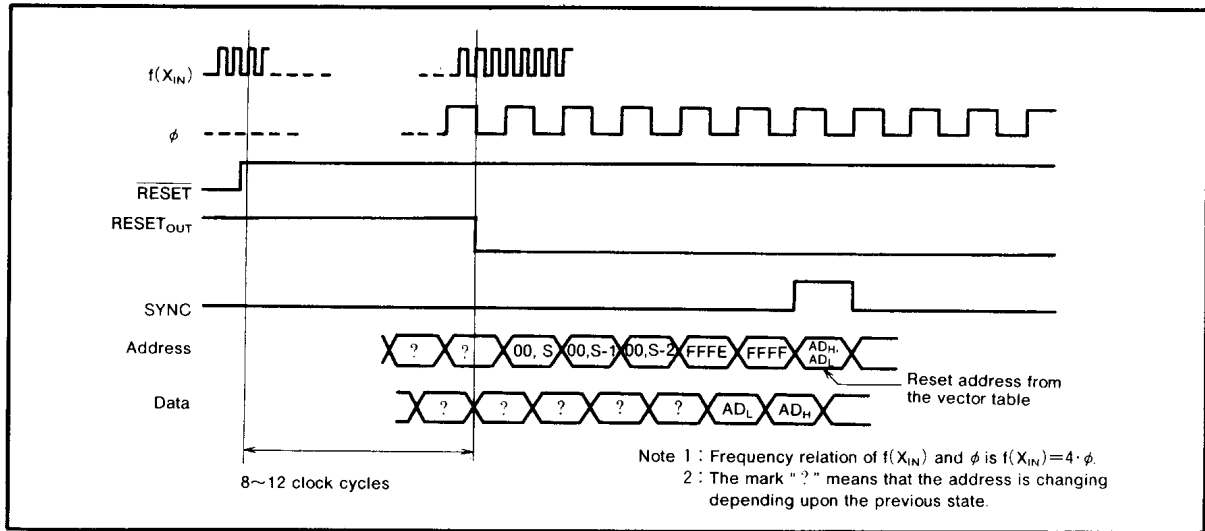 f(XIN)
φ
RESET
RESETOUT
SYNC
Address
? ? 00, S 00,S-1 00,S-2 FFFE FFFF ADH, ADL
Reset address from
the vector table
Data
? ? ? ? ? ADL ADH
8~12 clock cycles
Note 1 : Frequency relation of f(XIN) and φ is f(XIN)=4·φ.
2 : The mark "?" means that the address is changing
depending upon the previous state.